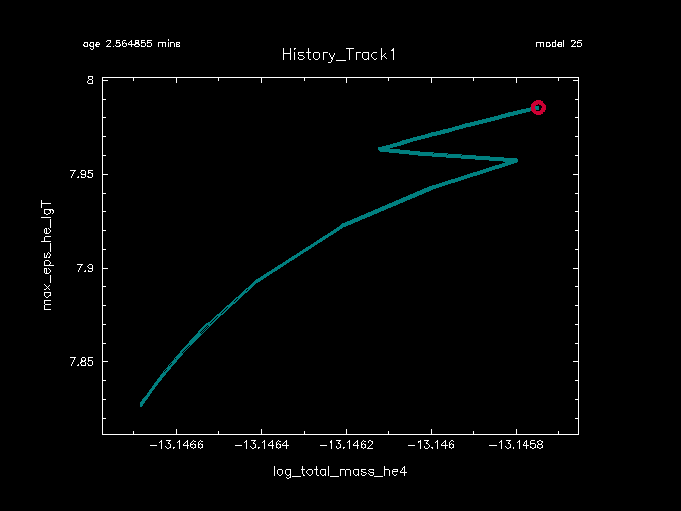 age 2.564855 mins
model 25
History_Track1
8
7.95
7.9
7.85
max_eps_he_lgT
−13.1466
−13.1464
−13.1462
−13.146
−13.1458
log_total_mass_he4